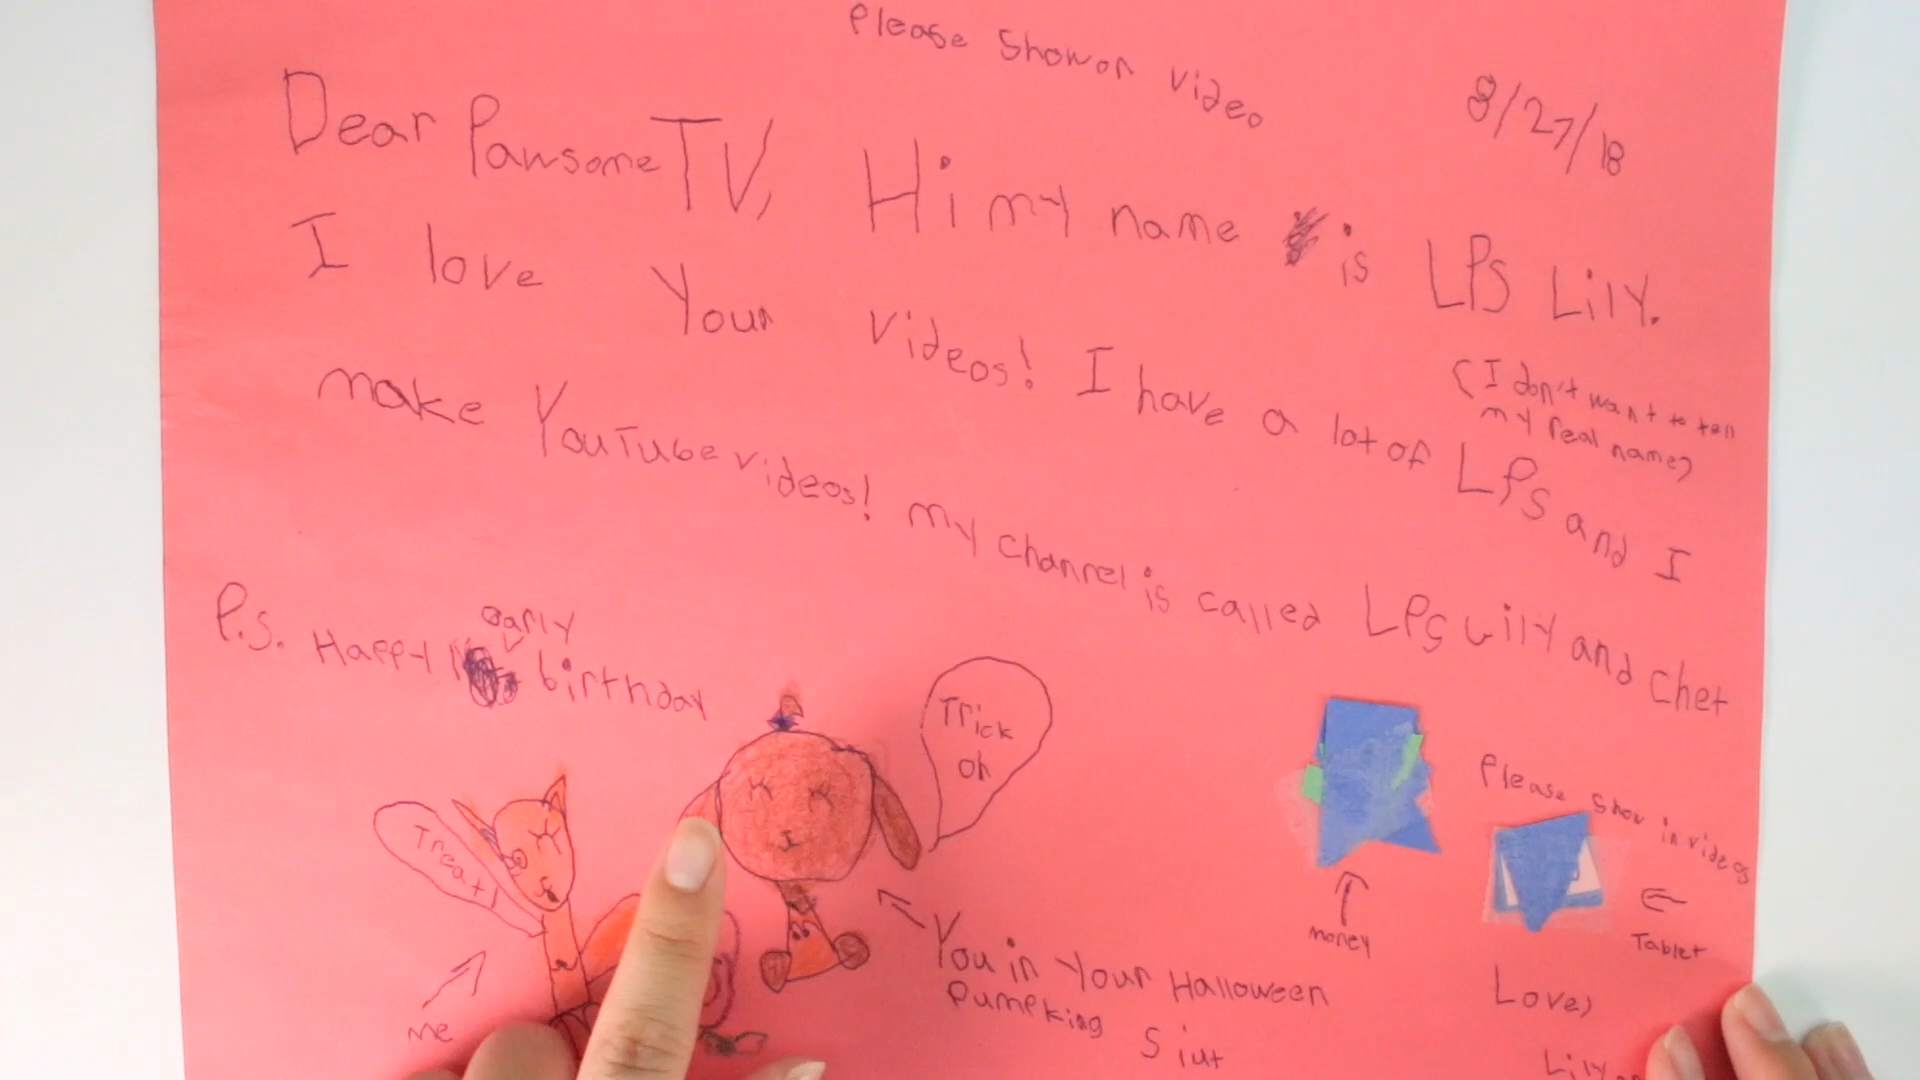 Please Show on Video
8/27/18
Dear Pawsome TV, Hi my name is LPS Lily.
(I don't want to tell
my real name)
I love Your Videos! I have a lot of LPS and I
make YouTube videos! My channel is called LPS Lily and Chet
P.S. Happy early birthday
Trick
oh
Treat!
Me
You in Your Halloween
Pumpking Siut
Money
Please Show in videos
Tablet
Love,
Lily